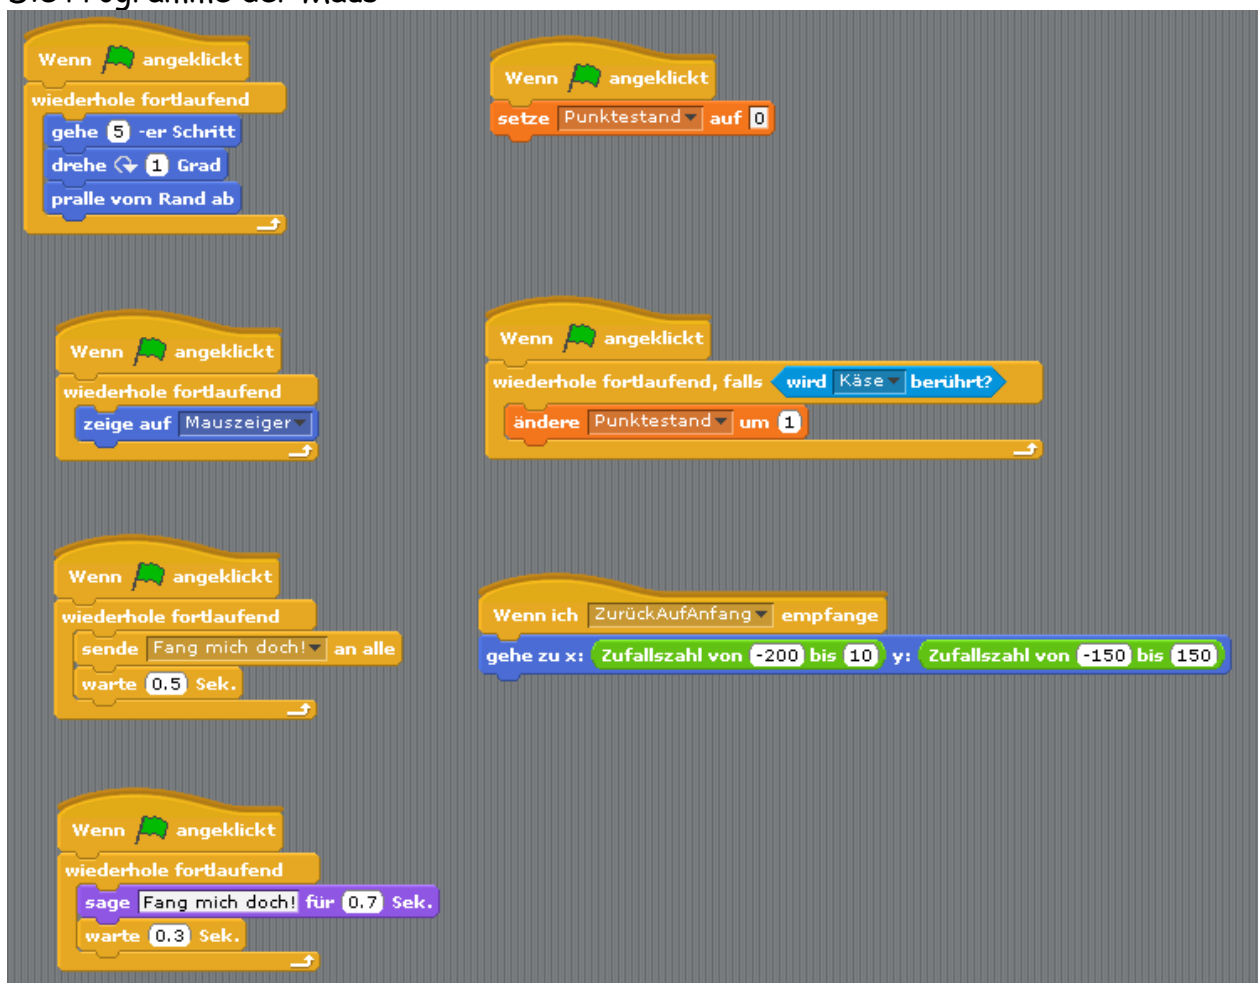 Die Programme der Maus
Wenn angeklickt
wiederhole fortlaufend
gehe 5 -er Schritt
drehe 1 Grad
pralle vom Rand ab
Wenn angeklickt
setze Punktestand auf 0
Wenn angeklickt
wiederhole fortlaufend
zeige auf Mauszeiger
Wenn angeklickt
wiederhole fortlaufend, falls wird Käse berührt?
ändere Punktestand um 1
Wenn angeklickt
wiederhole fortlaufend
sende Fang mich doch! an alle
warte 0.5 Sek.
Wenn ich ZurückAufAnfang empfange
gehe zu x: Zufallszahl von -200 bis 10 y: Zufallszahl von -150 bis 150
Wenn angeklickt
wiederhole fortlaufend
sage Fang mich doch! für 0.7 Sek.
warte 0.3 Sek.